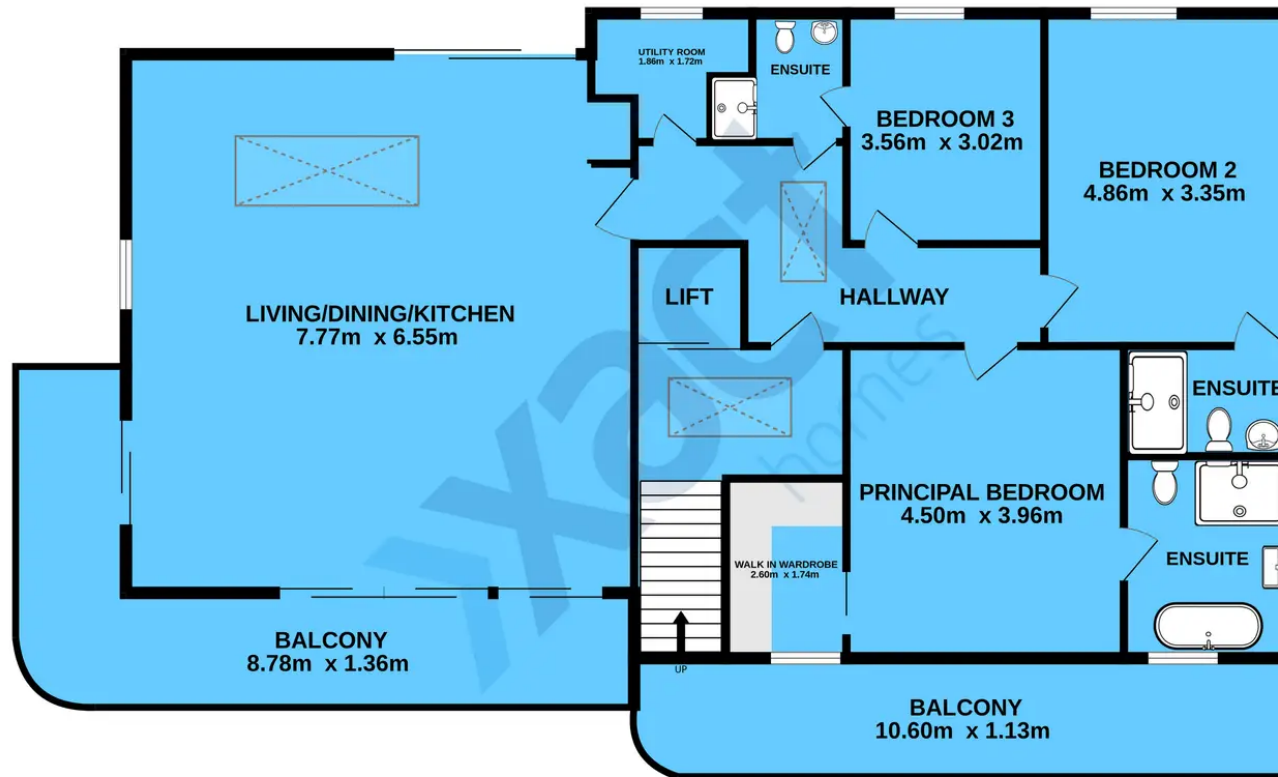 UTILITY ROOM
1.86m x 1.72m
ENSUITE
BEDROOM 3
3.56m x 3.02m
BEDROOM 2
4.86m x 3.35m
LIVING/DINING/KITCHEN
7.77m x 6.55m
LIFT
HALLWAY
ENSUITE
PRINCIPAL BEDROOM
4.50m x 3.96m
WALK IN WARDROBE
2.60m x 1.74m
ENSUITE
BALCONY
8.78m x 1.36m
UP
BALCONY
10.60m x 1.13m
Xact
homes